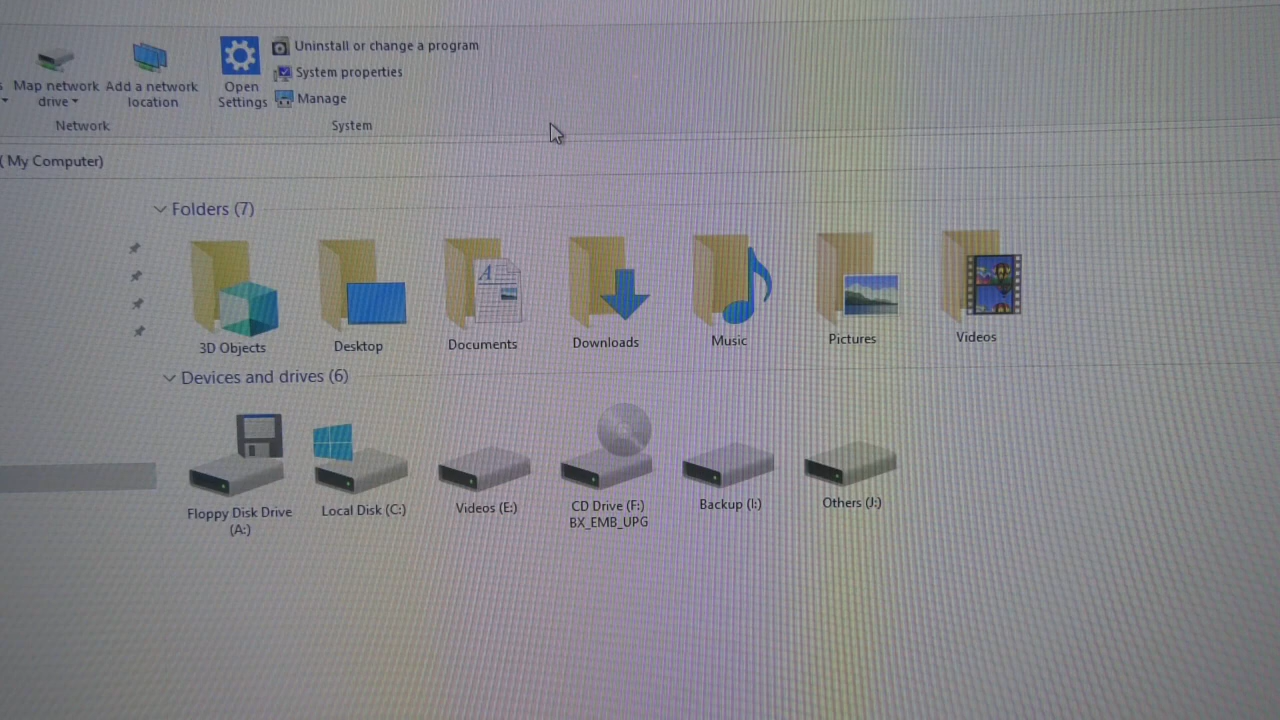 Uninstall or change a program
System properties
Manage
Map network
drive
Add a network
location
Open
Settings
Network
System
( My Computer)
Folders (7)
3D Objects
Desktop
Documents
Downloads
Music
Pictures
Videos
Devices and drives (6)
Floppy Disk Drive
(A:)
Local Disk (C:)
Videos (E:)
CD Drive (F:)
BX_EMB_UPG
Backup (I:)
Others (J:)